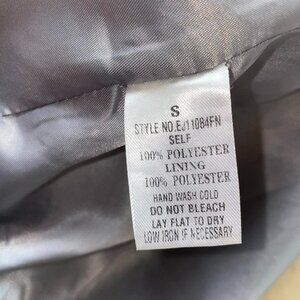 S
STYLE NO.EJ11084FN
SELF
100% POLYESTER
LINING
100% POLYESTER
HAND WASH COLD
DO NOT BLEACH
LAY FLAT TO DRY
LOW IRON IF NECESSARY